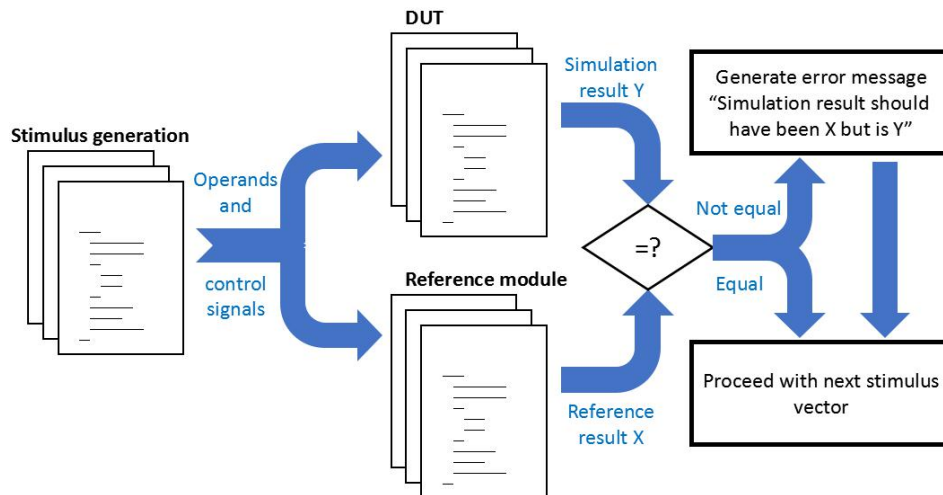 DUT
Stimulus generation
Operands and
control signals
Simulation
result Y
Reference module
Reference
result X
=?
Not equal
Equal
Generate error message
“Simulation result should
have been X but is Y”
Proceed with next stimulus
vector